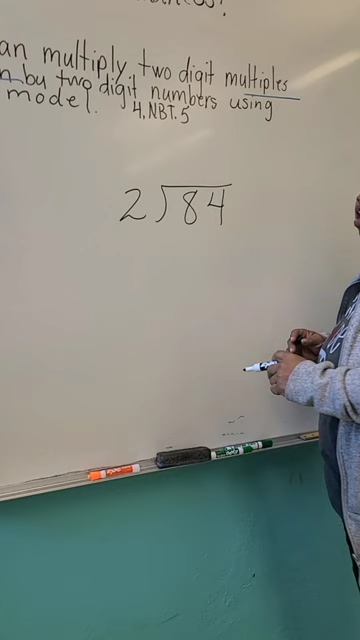 an multiply two digit multiples
n by two digit numbers using
model. 4.NBT.5
2)84